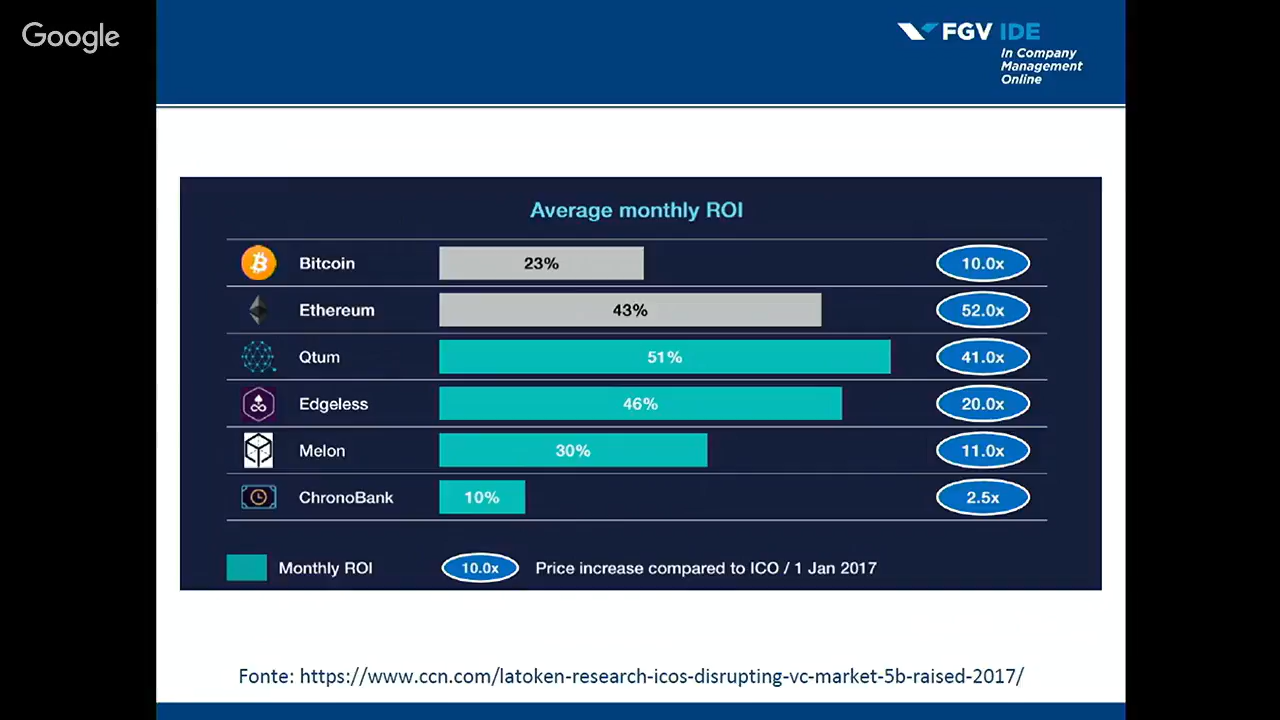 Google
FGV IDE
In Company
Management
Online
Average monthly ROI
Bitcoin 23% 10.0x
Ethereum 43% 52.0x
Qtum 51% 41.0x
Edgeless 46% 20.0x
Melon 30% 11.0x
ChronoBank 10% 2.5x
Monthly ROI 10.0x Price increase compared to ICO / 1 Jan 2017
Fonte: https://www.ccn.com/latoken-research-icos-disrupting-vc-market-5b-raised-2017/